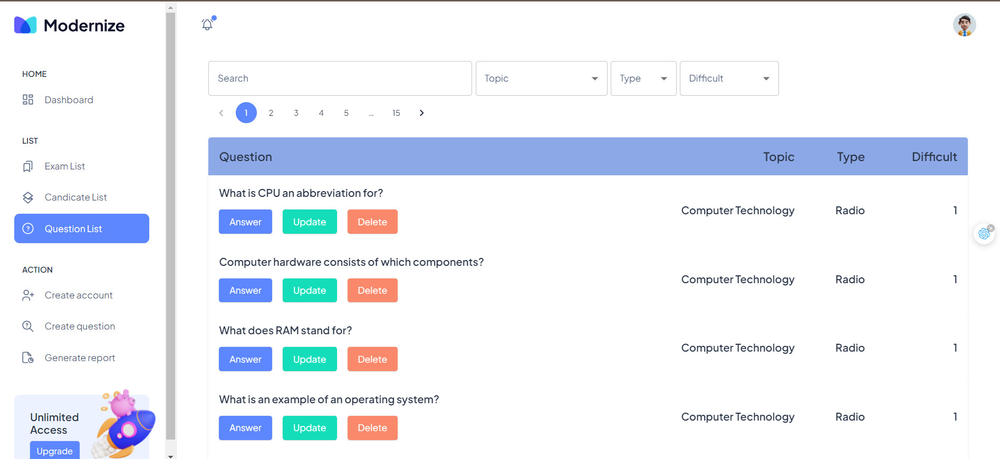 Modernize
HOME
Dashboard
LIST
Exam List
Candicate List
Question List
ACTION
Create account
Create question
Generate report
Unlimited
Access
Upgrade
Search
Topic
Type
Difficult
1 2 3 4 5 ... 15
Question Topic Type Difficult
What is CPU an abbreviation for?
Answer Update Delete
Computer Technology Radio 1
Computer hardware consists of which components?
Answer Update Delete
Computer Technology Radio 1
What does RAM stand for?
Answer Update Delete
Computer Technology Radio 1
What is an example of an operating system?
Answer Update Delete
Computer Technology Radio 1